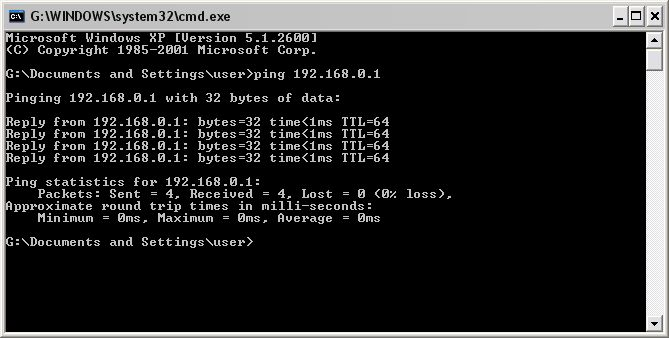 G:\WINDOWS\system32\cmd.exe
Microsoft Windows XP [Version 5.1.2600]
(C) Copyright 1985-2001 Microsoft Corp.
G:\Documents and Settings\user>ping 192.168.0.1
Pinging 192.168.0.1 with 32 bytes of data:
Reply from 192.168.0.1: bytes=32 time<1ms TTL=64
Reply from 192.168.0.1: bytes=32 time<1ms TTL=64
Reply from 192.168.0.1: bytes=32 time<1ms TTL=64
Reply from 192.168.0.1: bytes=32 time<1ms TTL=64
Ping statistics for 192.168.0.1:
    Packets: Sent = 4, Received = 4, Lost = 0 (0% loss),
Approximate round trip times in milli-seconds:
    Minimum = 0ms, Maximum = 0ms, Average = 0ms
G:\Documents and Settings\user>